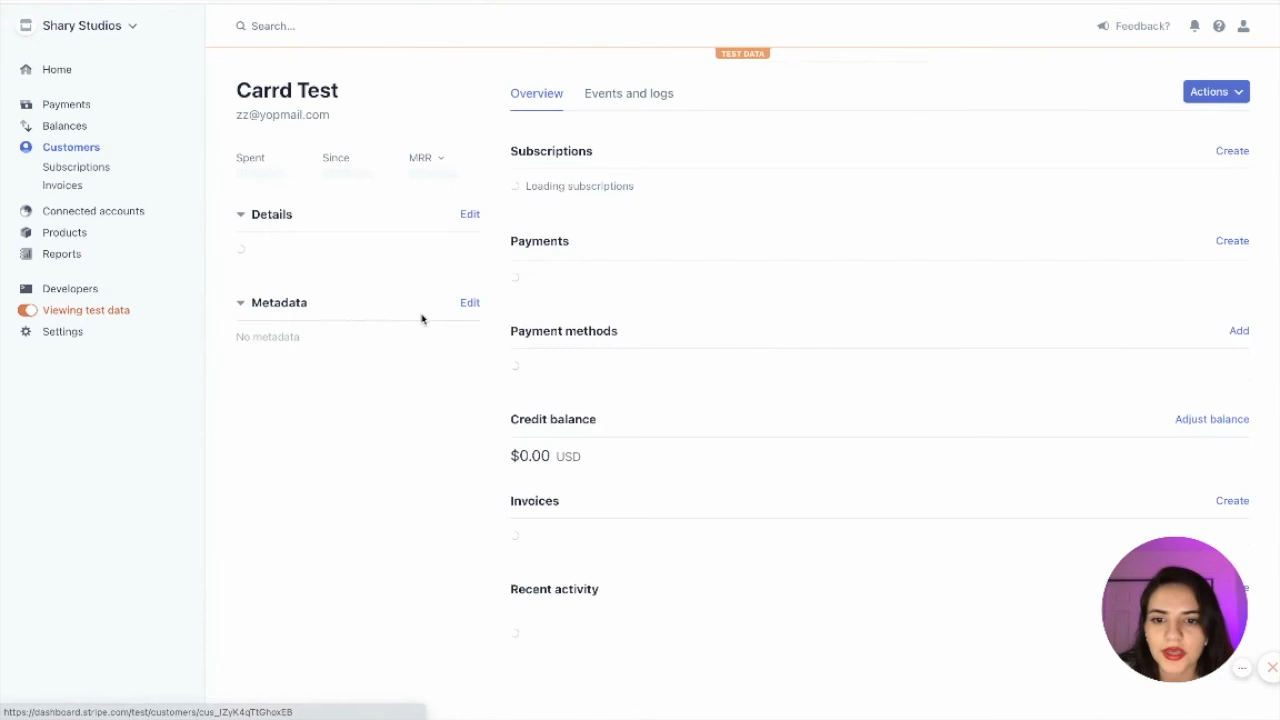 Shary Studios
Search...
Feedback?
TEST DATA
Home
Payments
Balances
Customers
Subscriptions
Invoices
Connected accounts
Products
Reports
Developers
Viewing test data
Settings
Carrd Test
zz@yopmail.com
Spent
Since
MRR
Details
Edit
Metadata
Edit
No metadata
Overview
Events and logs
Actions
Subscriptions
Create
Loading subscriptions
Payments
Create
Payment methods
Add
Credit balance
Adjust balance
$0.00 USD
Invoices
Create
Recent activity
https://dashboard.stripe.com/test/customers/cus_IZyK4qTtGhoxEB